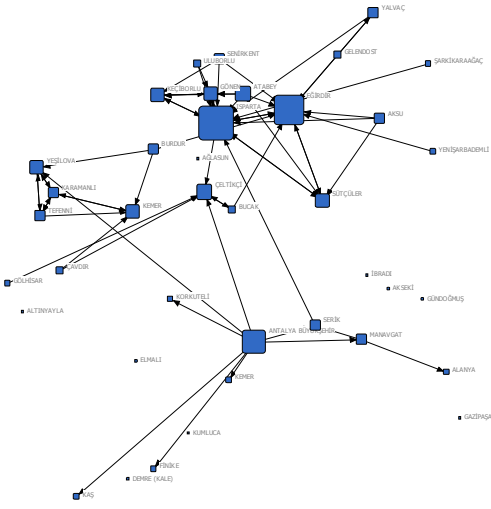 YALVAÇ
SENİRKENT
GELENDOST
ULUBORLU
ŞARKİKARAAĞAÇ
KEÇİBORLU
GÖNEN
ATABEY
EĞİRDİR
ISPARTA
AKSU
BURDUR
YENİŞARBADEMLİ
AĞLASUN
YEŞİLOVA
KARAMANLI
ÇELTİKÇİ
SÜTÇÜLER
TEFENNİ
KEMER
BUCAK
ÇAVDIR
İBRADI
GÖLHİSAR
AKSEKİ
KORKUTELİ
GÜNDOĞMUŞ
ALTINYAYLA
SERİK
ANTALYA BÜYÜKŞEHİR
MANAVGAT
ELMALI
ALANYA
KEMER
GAZİPAŞA
KUMLUCA
FİNİKE
DEMRE (KALE)
KAŞ